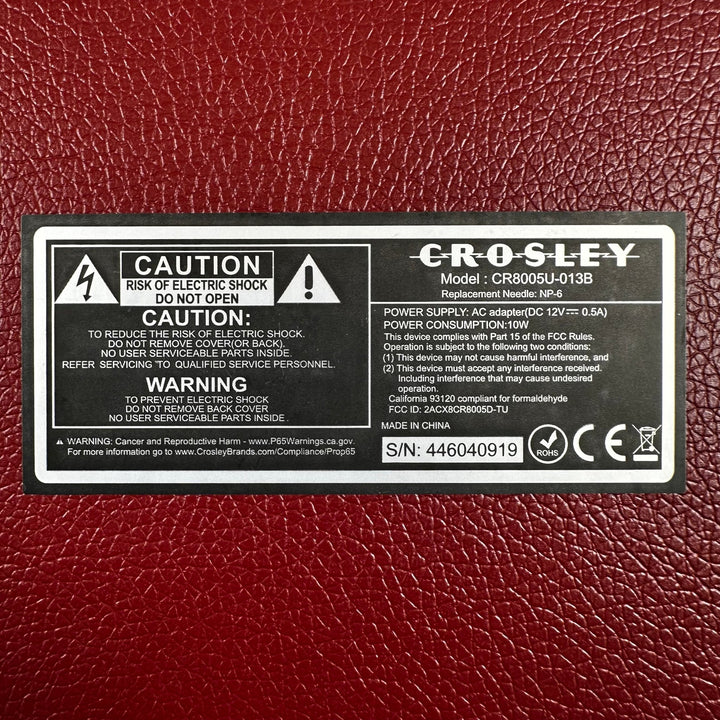 CAUTION
RISK OF ELECTRIC SHOCK
DO NOT OPEN
CAUTION:
TO REDUCE THE RISK OF ELECTRIC SHOCK.
DO NOT REMOVE COVER(OR BACK).
NO USER SERVICEABLE PARTS INSIDE.
REFER SERVICING TO QUALIFIED SERVICE PERSONNEL.
WARNING
TO PREVENT ELECTRIC SHOCK
DO NOT REMOVE COVER
NO USER SERVICEABLE PARTS INSIDE.
WARNING: Cancer and Reproductive Harm - www.P65Warnings.ca.gov.
For more information go to www.CrosleyBrands.com/Compliance/Prop65
CROSLEY
Model : CR8005U-013B
Replacement Needle: NP-6
POWER SUPPLY: AC adapter(DC 12V⎓ 0.5A)
POWER CONSUMPTION:10W
This device complies with Part 15 of the FCC Rules.
Operation is subject to the following two conditions:
(1) This device may not cause harmful interference, and
(2) This device must accept any interference received.
Including interference that may cause undesired
operation.
California 93120 compliant for formaldehyde
FCC ID: 2ACX8CR8005D-TU
MADE IN CHINA
S/N: 446040919
ROHS
CE